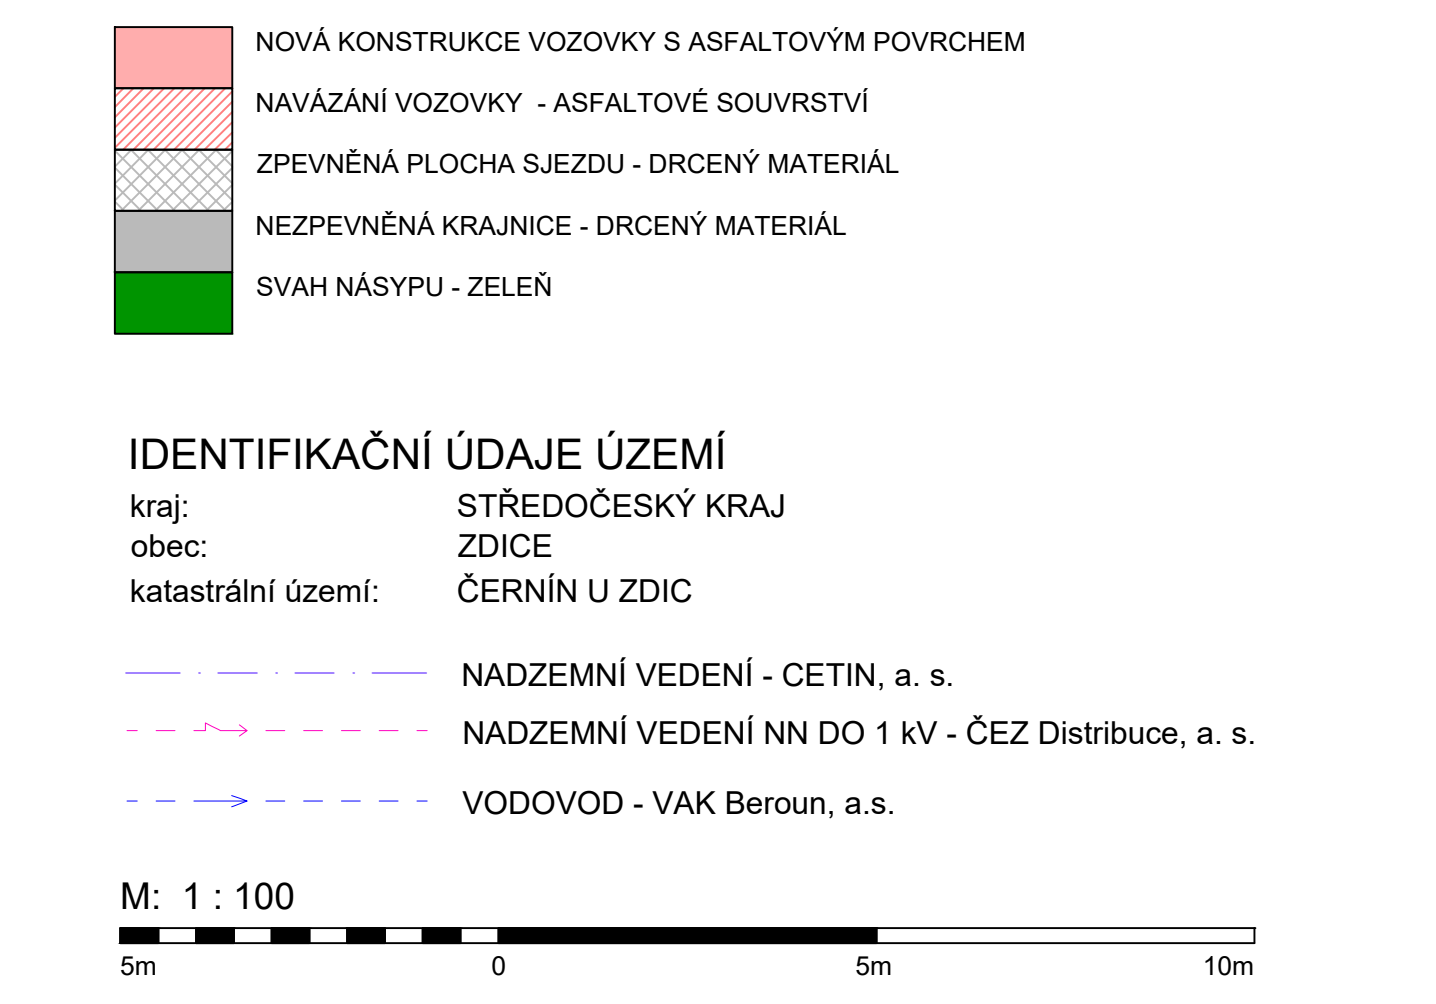 NOVÁ KONSTRUKCE VOZOVKY S ASFALTOVÝM POVRCHEM
NAVÁZÁNÍ VOZOVKY - ASFALTOVÉ SOUVRSTVÍ
ZPEVNĚNÁ PLOCHA SJEZDU - DRCENÝ MATERIÁL
NEZPEVNĚNÁ KRAJNICE - DRCENÝ MATERIÁL
SVAH NÁSYPU - ZELEŇ
IDENTIFIKAČNÍ ÚDAJE ÚZEMÍ
kraj: STŘEDOČESKÝ KRAJ
obec: ZDICE
katastrální území: ČERNÍN U ZDIC
NADZEMNÍ VEDENÍ - CETIN, a. s.
NADZEMNÍ VEDENÍ NN DO 1 kV - ČEZ Distribuce, a. s.
VODOVOD - VAK Beroun, a.s.
M: 1 : 100
5m 0 5m 10m